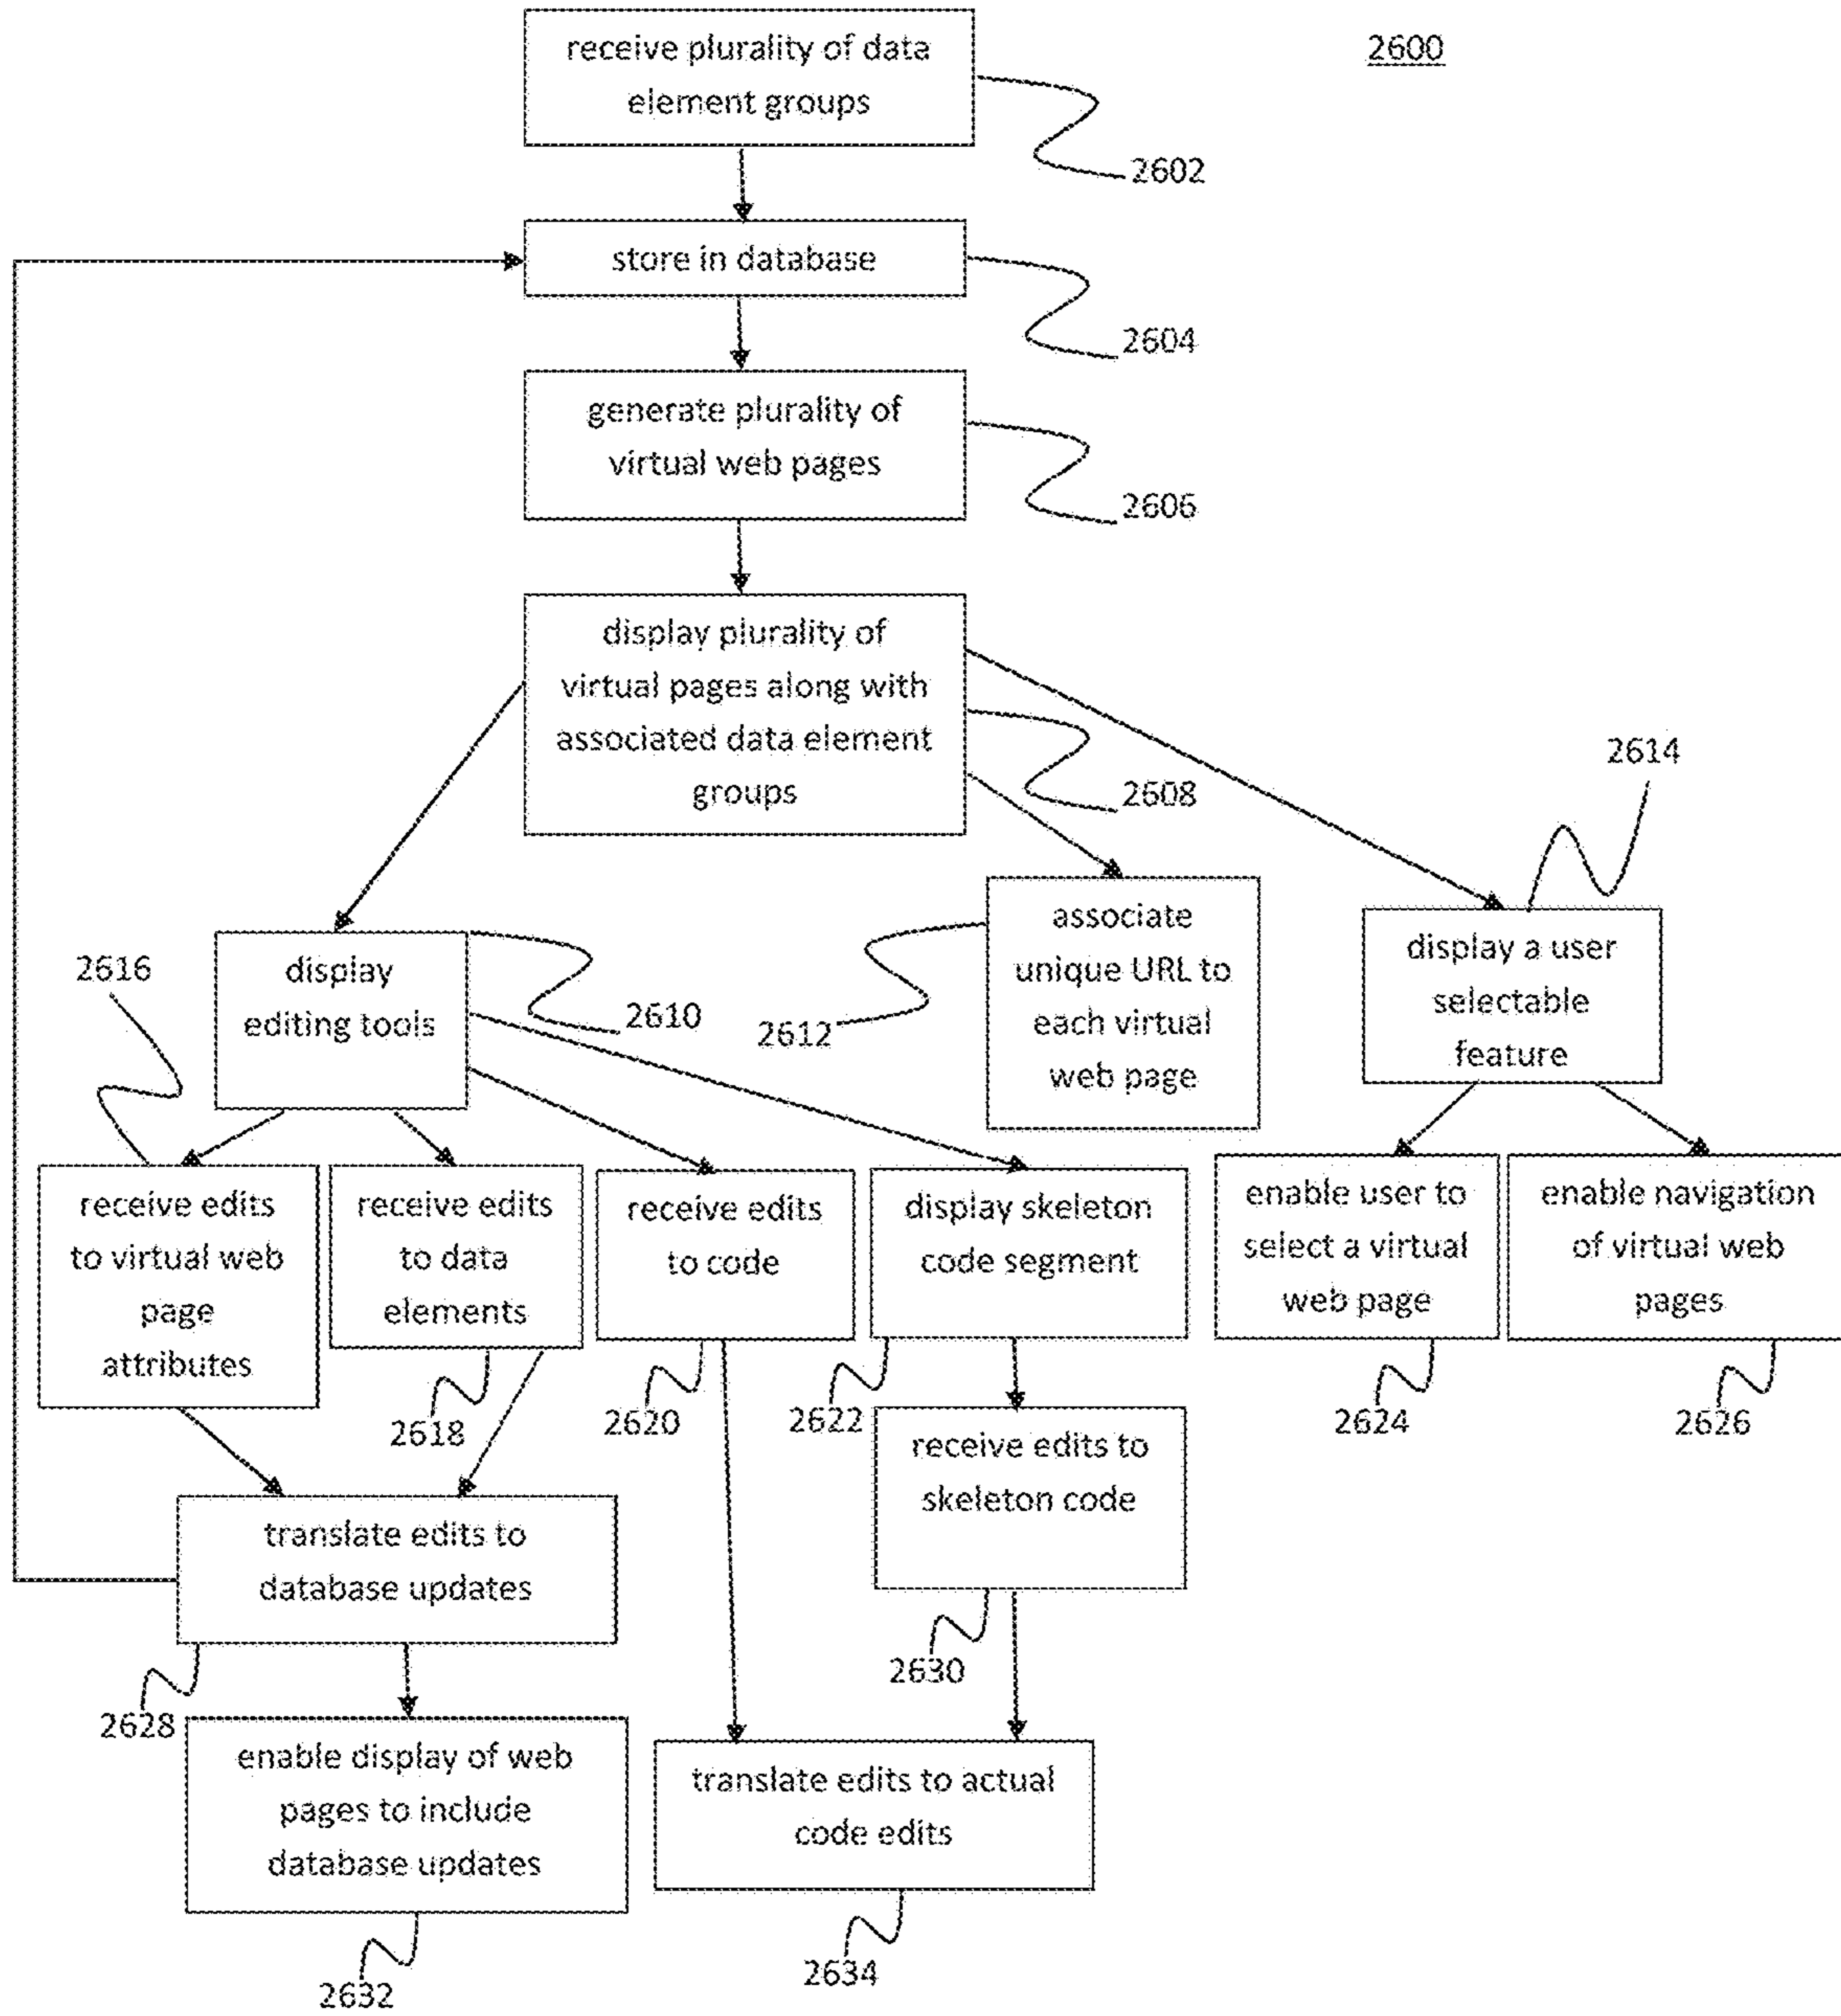 receive plurality of data
element groups
2600
2602
store in database
2604
generate plurality of
virtual web pages
2606
display plurality of
virtual pages along with
associated data element
groups
2608
2614
2616
display
editing tools
2610
2612
associate
unique URL to
each virtual
web page
display a user
selectable
feature
receive edits
to virtual web
page
attributes
receive edits
to data
elements
receive edits
to code
display skeleton
code segment
enable user to
select a virtual
web page
enable navigation
of virtual web
pages
2618
2620
2622
2624
2626
receive edits to
skeleton code
translate edits to
database updates
2630
2628
enable display of web
pages to include
database updates
translate edits to actual
code edits
2632
2634